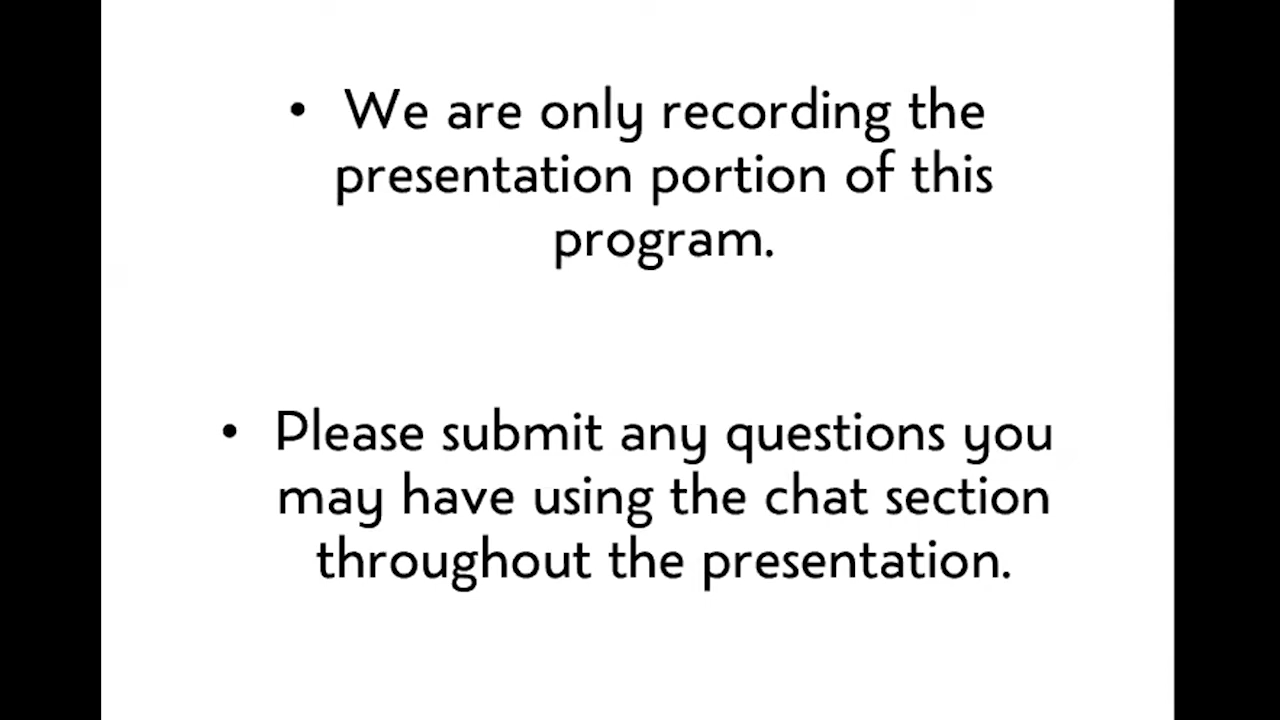 • We are only recording the
presentation portion of this
program.
• Please submit any questions you
may have using the chat section
throughout the presentation.